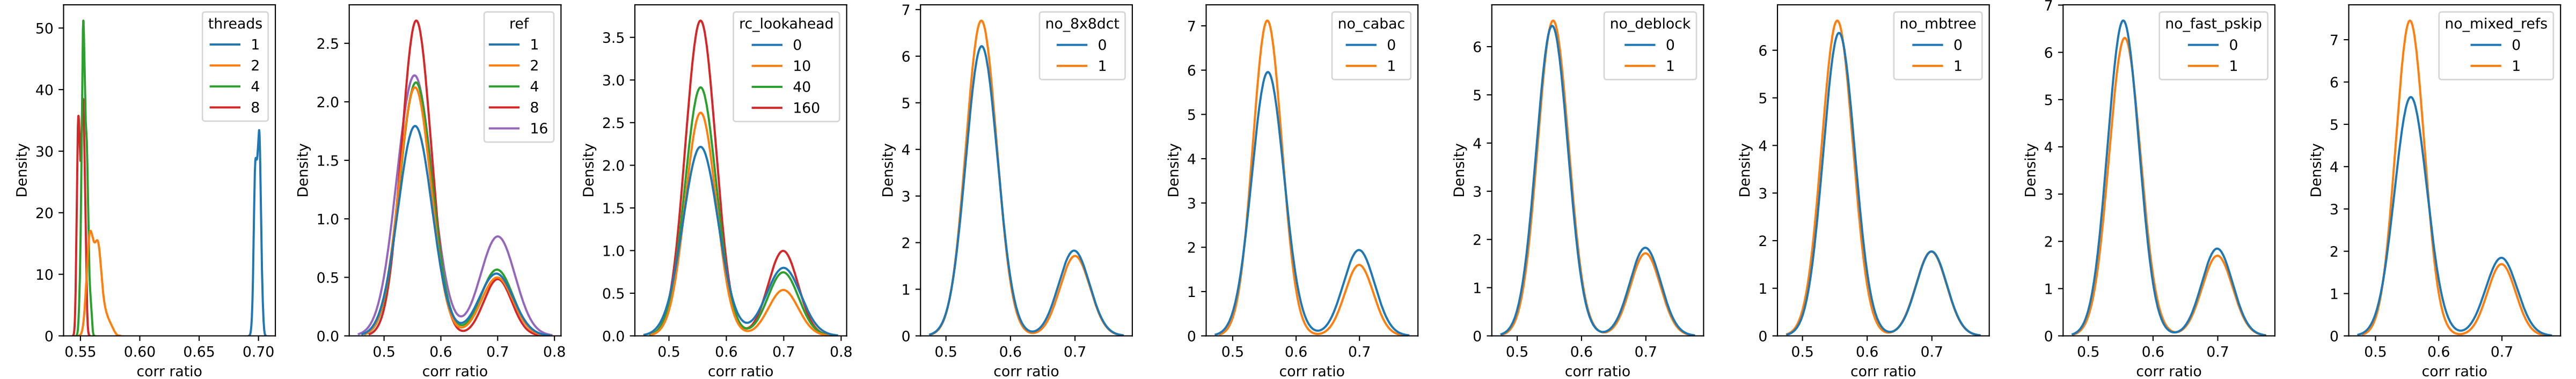 threads
1
2
4
8
50
40
30
20
10
0
0.55 0.60 0.65 0.70
corr ratio
Density
ref
1
2
4
8
16
2.5
2.0
1.5
1.0
0.5
0.0
0.5 0.6 0.7 0.8
corr ratio
Density
rc_lookahead
0
10
40
160
3.5
3.0
2.5
2.0
1.5
1.0
0.5
0.0
0.5 0.6 0.7 0.8
corr ratio
Density
no_8x8dct
0
1
7
6
5
4
3
2
1
0
0.5 0.6 0.7
corr ratio
Density
no_cabac
0
1
7
6
5
4
3
2
1
0
0.5 0.6 0.7
corr ratio
Density
no_deblock
0
1
6
5
4
3
2
1
0
0.5 0.6 0.7
corr ratio
Density
no_mbtree
0
1
6
5
4
3
2
1
0
0.5 0.6 0.7
corr ratio
Density
no_fast_pskip
0
1
7
6
5
4
3
2
1
0
0.5 0.6 0.7
corr ratio
Density
no_mixed_refs
0
1
7
6
5
4
3
2
1
0
0.5 0.6 0.7
corr ratio
Density